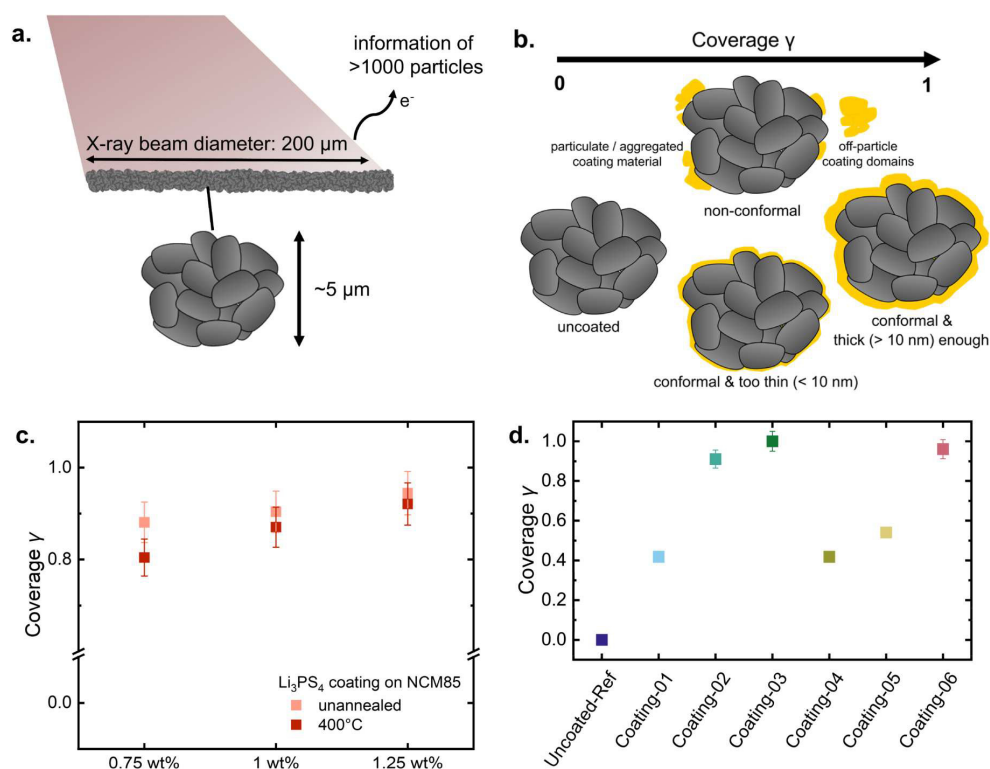 a.
information of
>1000 particles
e⁻
X-ray beam diameter: 200 µm
~5 µm
b.
Coverage γ
0
1
particulate / aggregated
coating material
off-particle
coating domains
non-conformal
uncoated
conformal &
thick (> 10 nm) enough
conformal & too thin (< 10 nm)
c.
Coverage γ
1.0
0.8
0.0
Li₃PS₄ coating on NCM85
unannealed
400°C
0.75 wt%
1 wt%
1.25 wt%
d.
Coverage γ
1.0
0.8
0.6
0.4
0.2
0.0
Uncoated-Ref
Coating-01
Coating-02
Coating-03
Coating-04
Coating-05
Coating-06